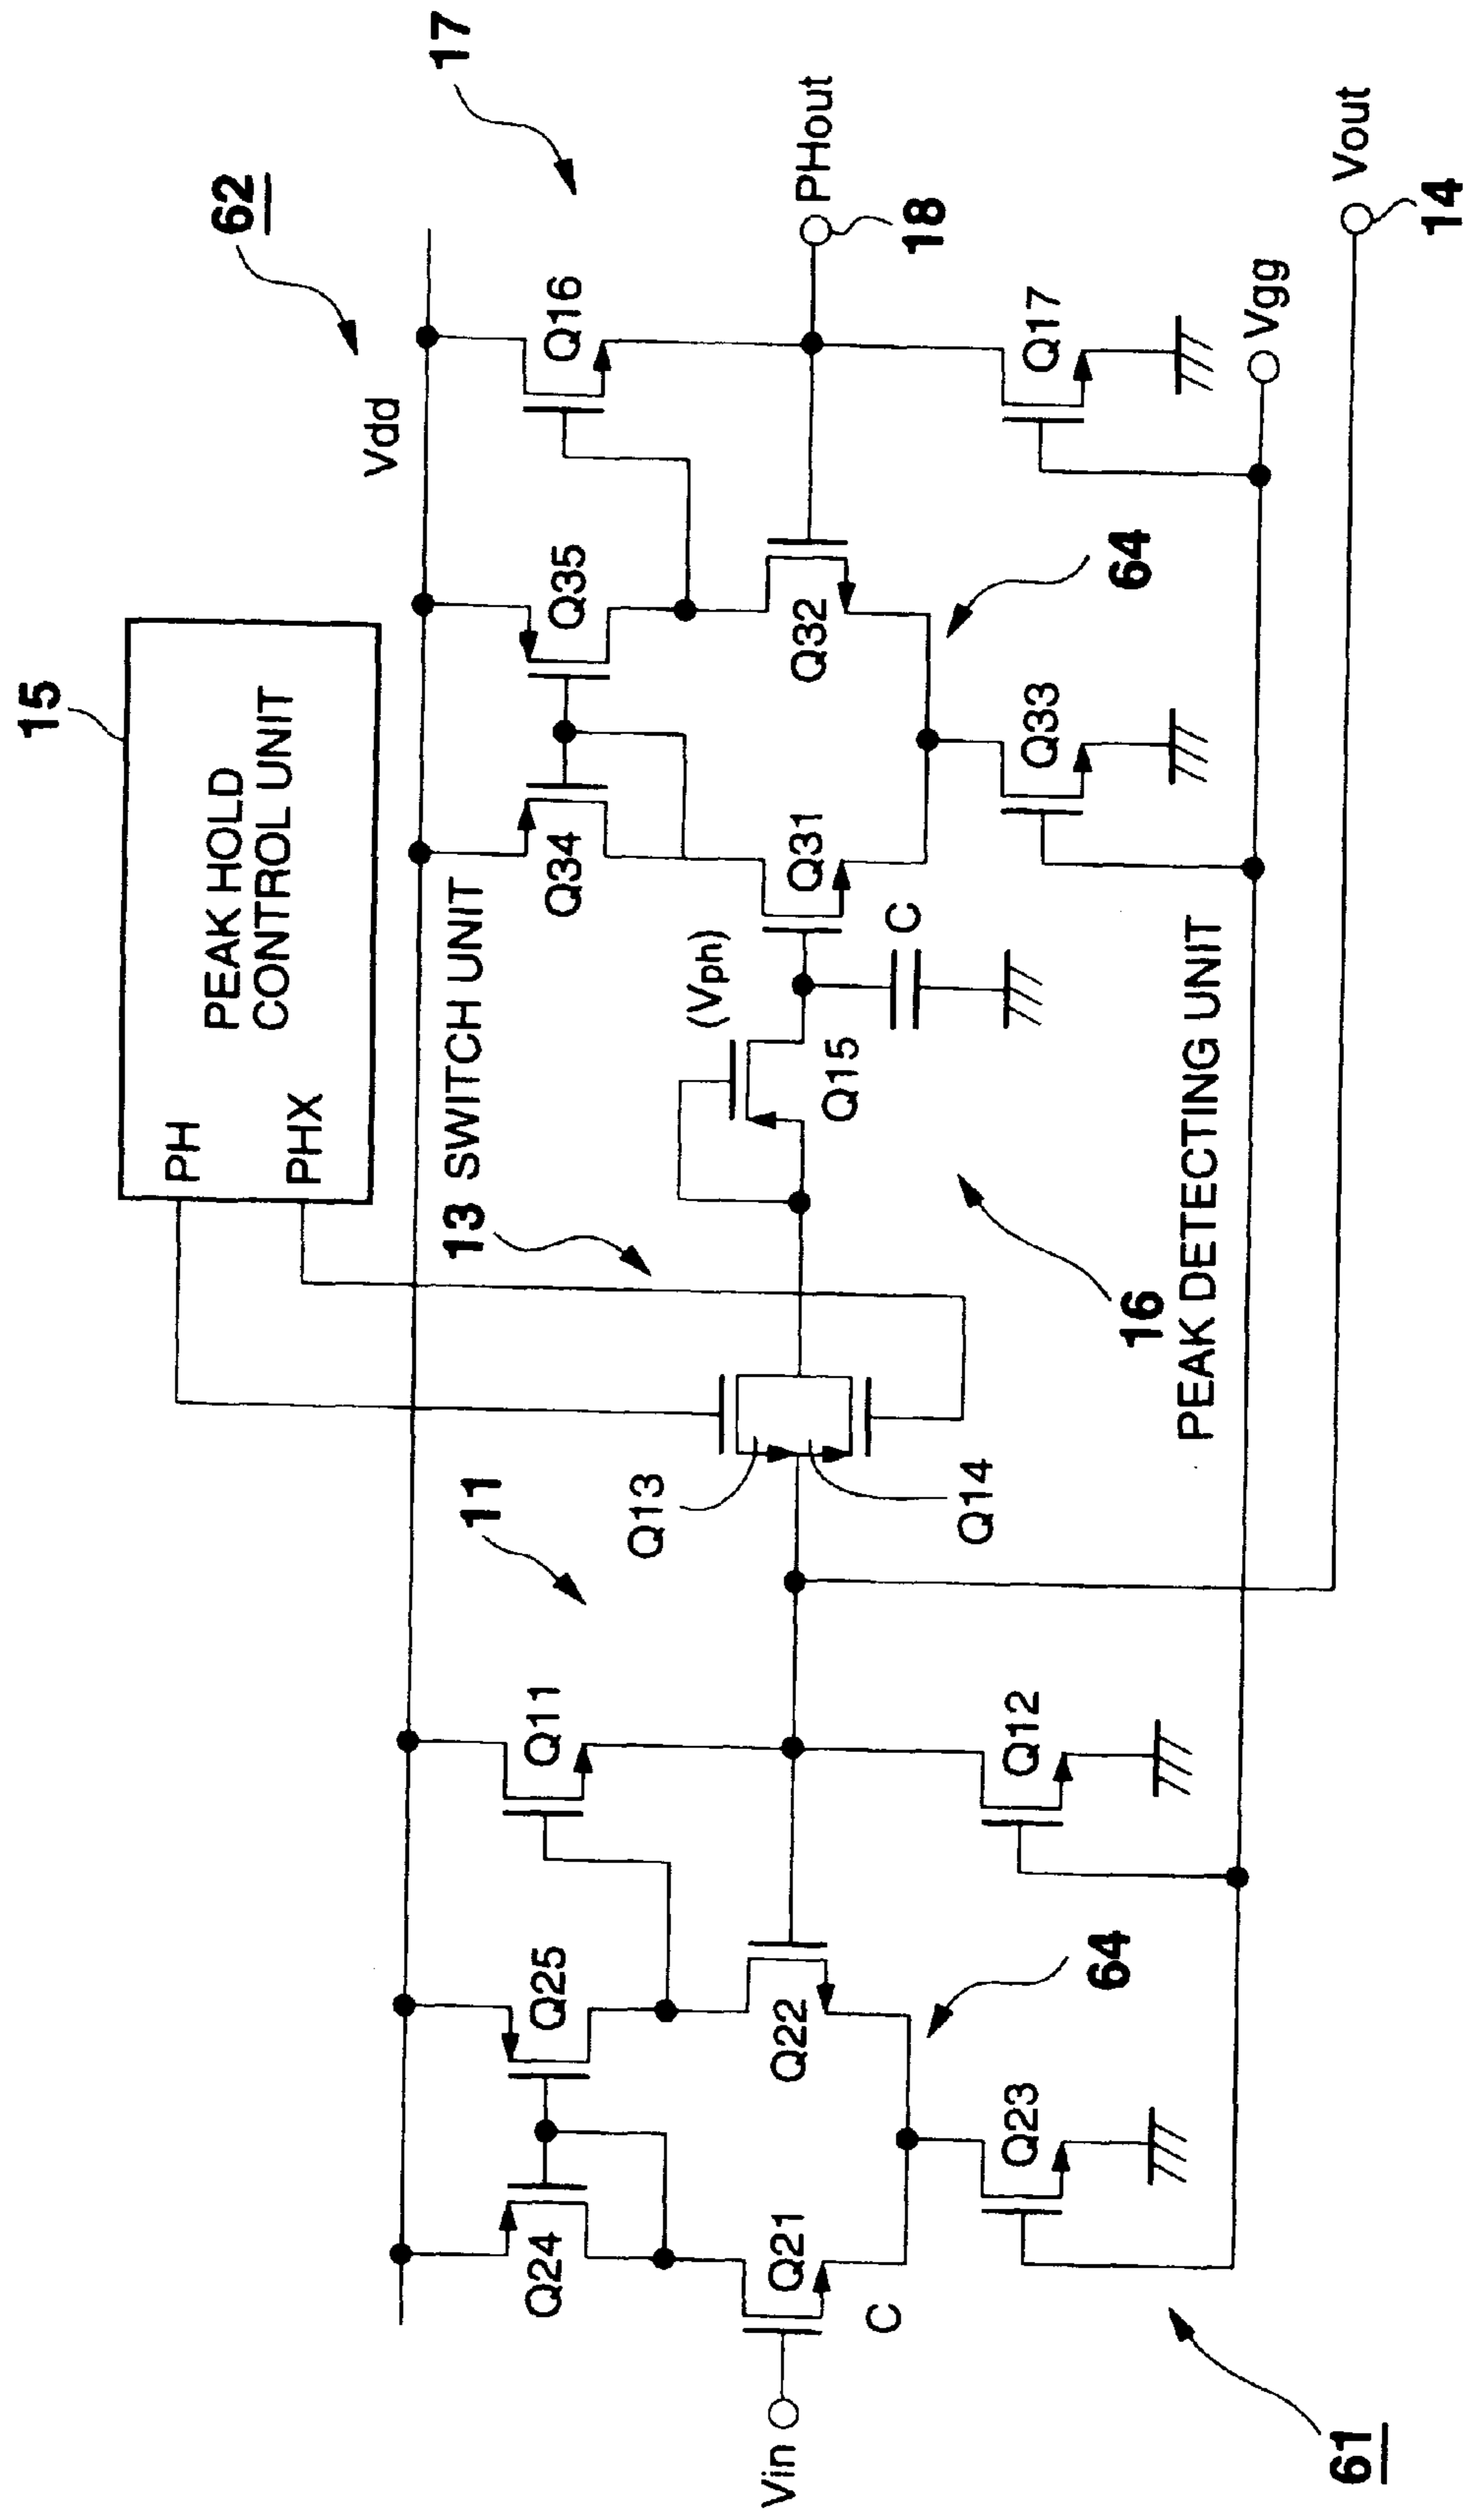 17
62
15
PEAK HOLD
CONTROL UNIT
PH
PHX
Vdd
13 SWITCH UNIT
11
Q24
Q25
Q11
Q34
Q35
Q16
Q13
(Vph)
Vin
Q21
Q22
Q14
Q15
Q31
Q32
PHout
18
C
C
Q23
Q12
Q33
Q17
64
64
16
PEAK DETECTING UNIT
Vgg
61
Vout
14